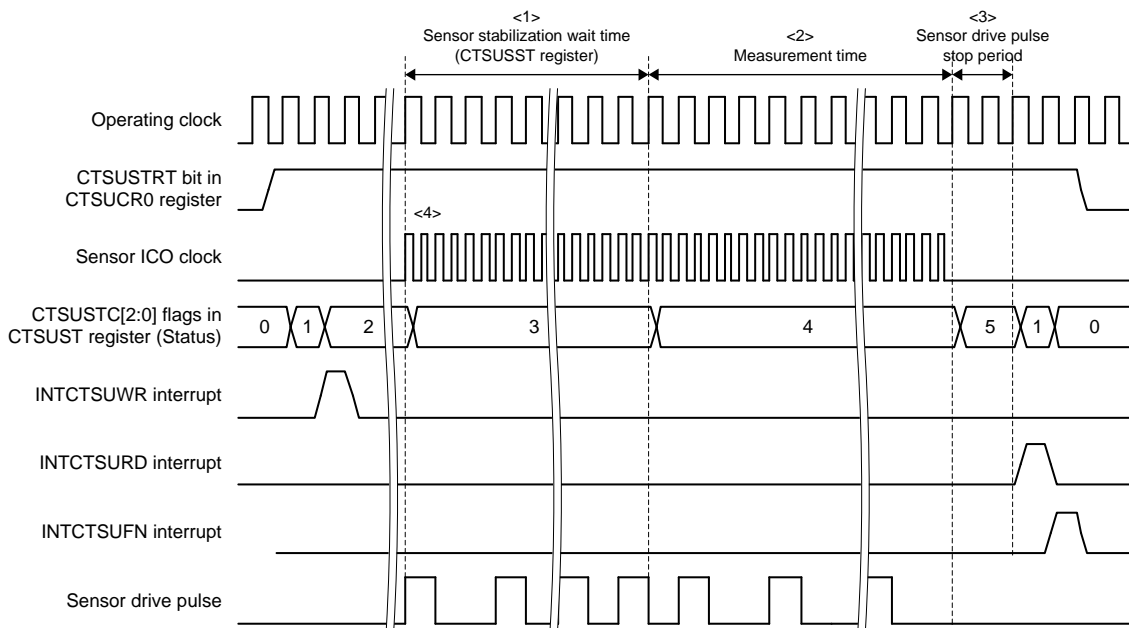 <1>
Sensor stabilization wait time
(CTSUSST register)
<2>
Measurement time
<3>
Sensor drive pulse
stop period
Operating clock
CTSUSTRT bit in
CTSUCR0 register
<4>
Sensor ICO clock
CTSUSTC[2:0] flags in
CTSUST register (Status)
0 1 2 3 4 5 1 0
INTCTSUWR interrupt
INTCTSURD interrupt
INTCTSUFN interrupt
Sensor drive pulse